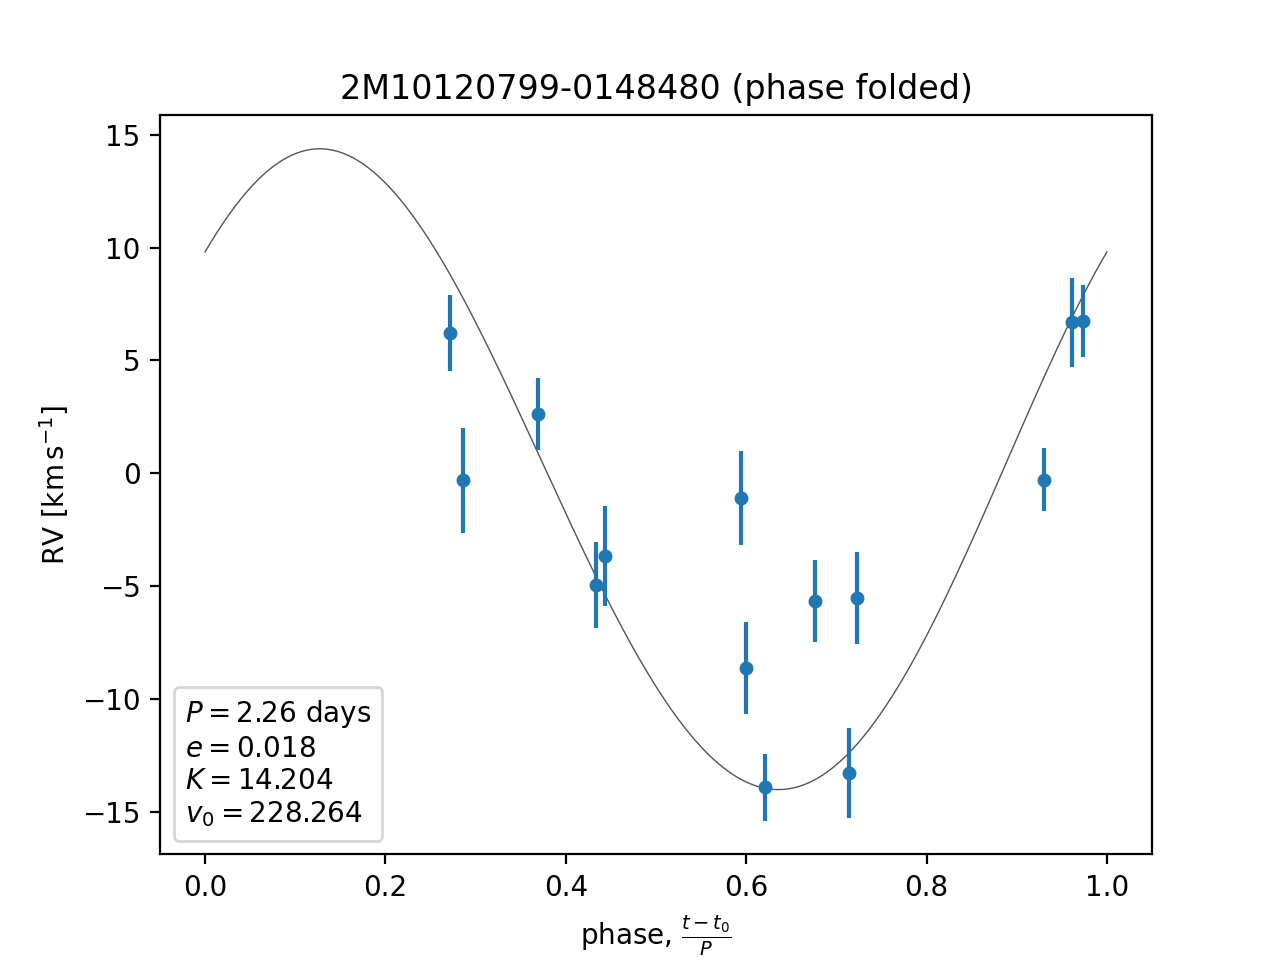 2M10120799-0148480 (phase folded)
RV [km s⁻¹]
15
10
5
0
−5
−10
−15
P = 2.26 days
e = 0.018
K = 14.204
v₀ = 228.264
0.0 0.2 0.4 0.6 0.8 1.0
phase, (t − t₀)/P